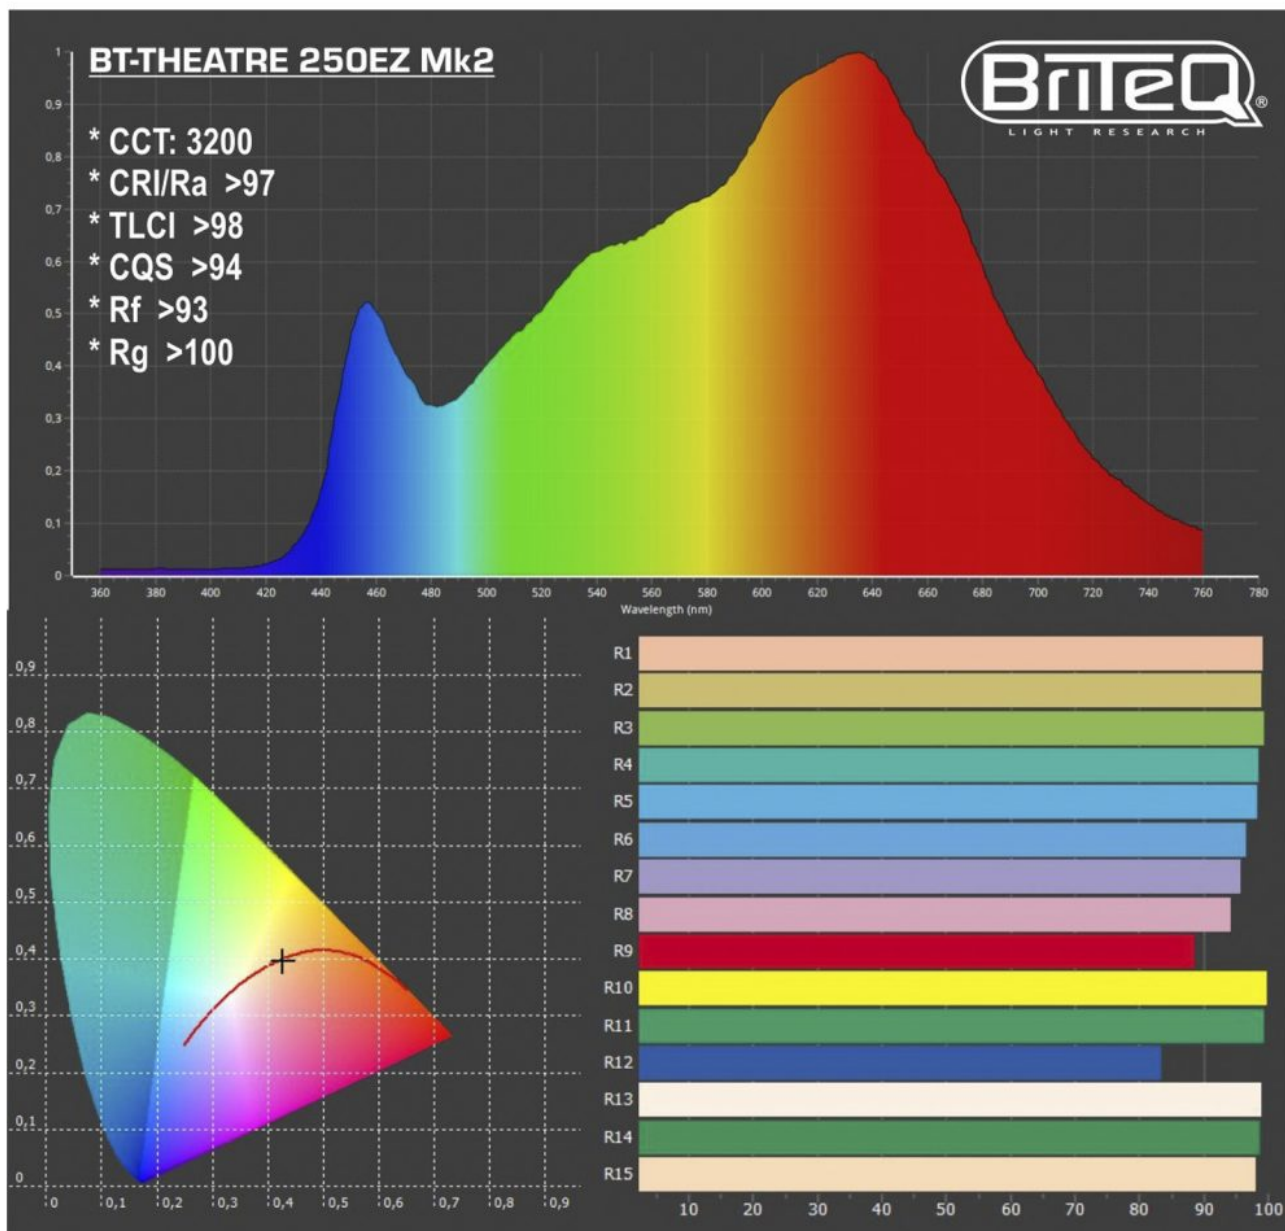 BT-THEATRE 250EZ Mk2
* CCT: 3200
* CRI/Ra >97
* TLCI >98
* CQS >94
* Rf >93
* Rg >100
BriTeQ ®
LIGHT RESEARCH
1
0,9
0,8
0,7
0,6
0,5
0,4
0,3
0,2
0,1
0
360 380 400 420 440 460 480 500 520 540 560 580 600 620 640 660 680 700 720 740 760 780
Wavelength (nm)
0,9
0,8
0,7
0,6
0,5
0,4
0,3
0,2
0,1
0
0 0,1 0,2 0,3 0,4 0,5 0,6 0,7 0,8 0,9
R1
R2
R3
R4
R5
R6
R7
R8
R9
R10
R11
R12
R13
R14
R15
10 20 30 40 50 60 70 80 90 100